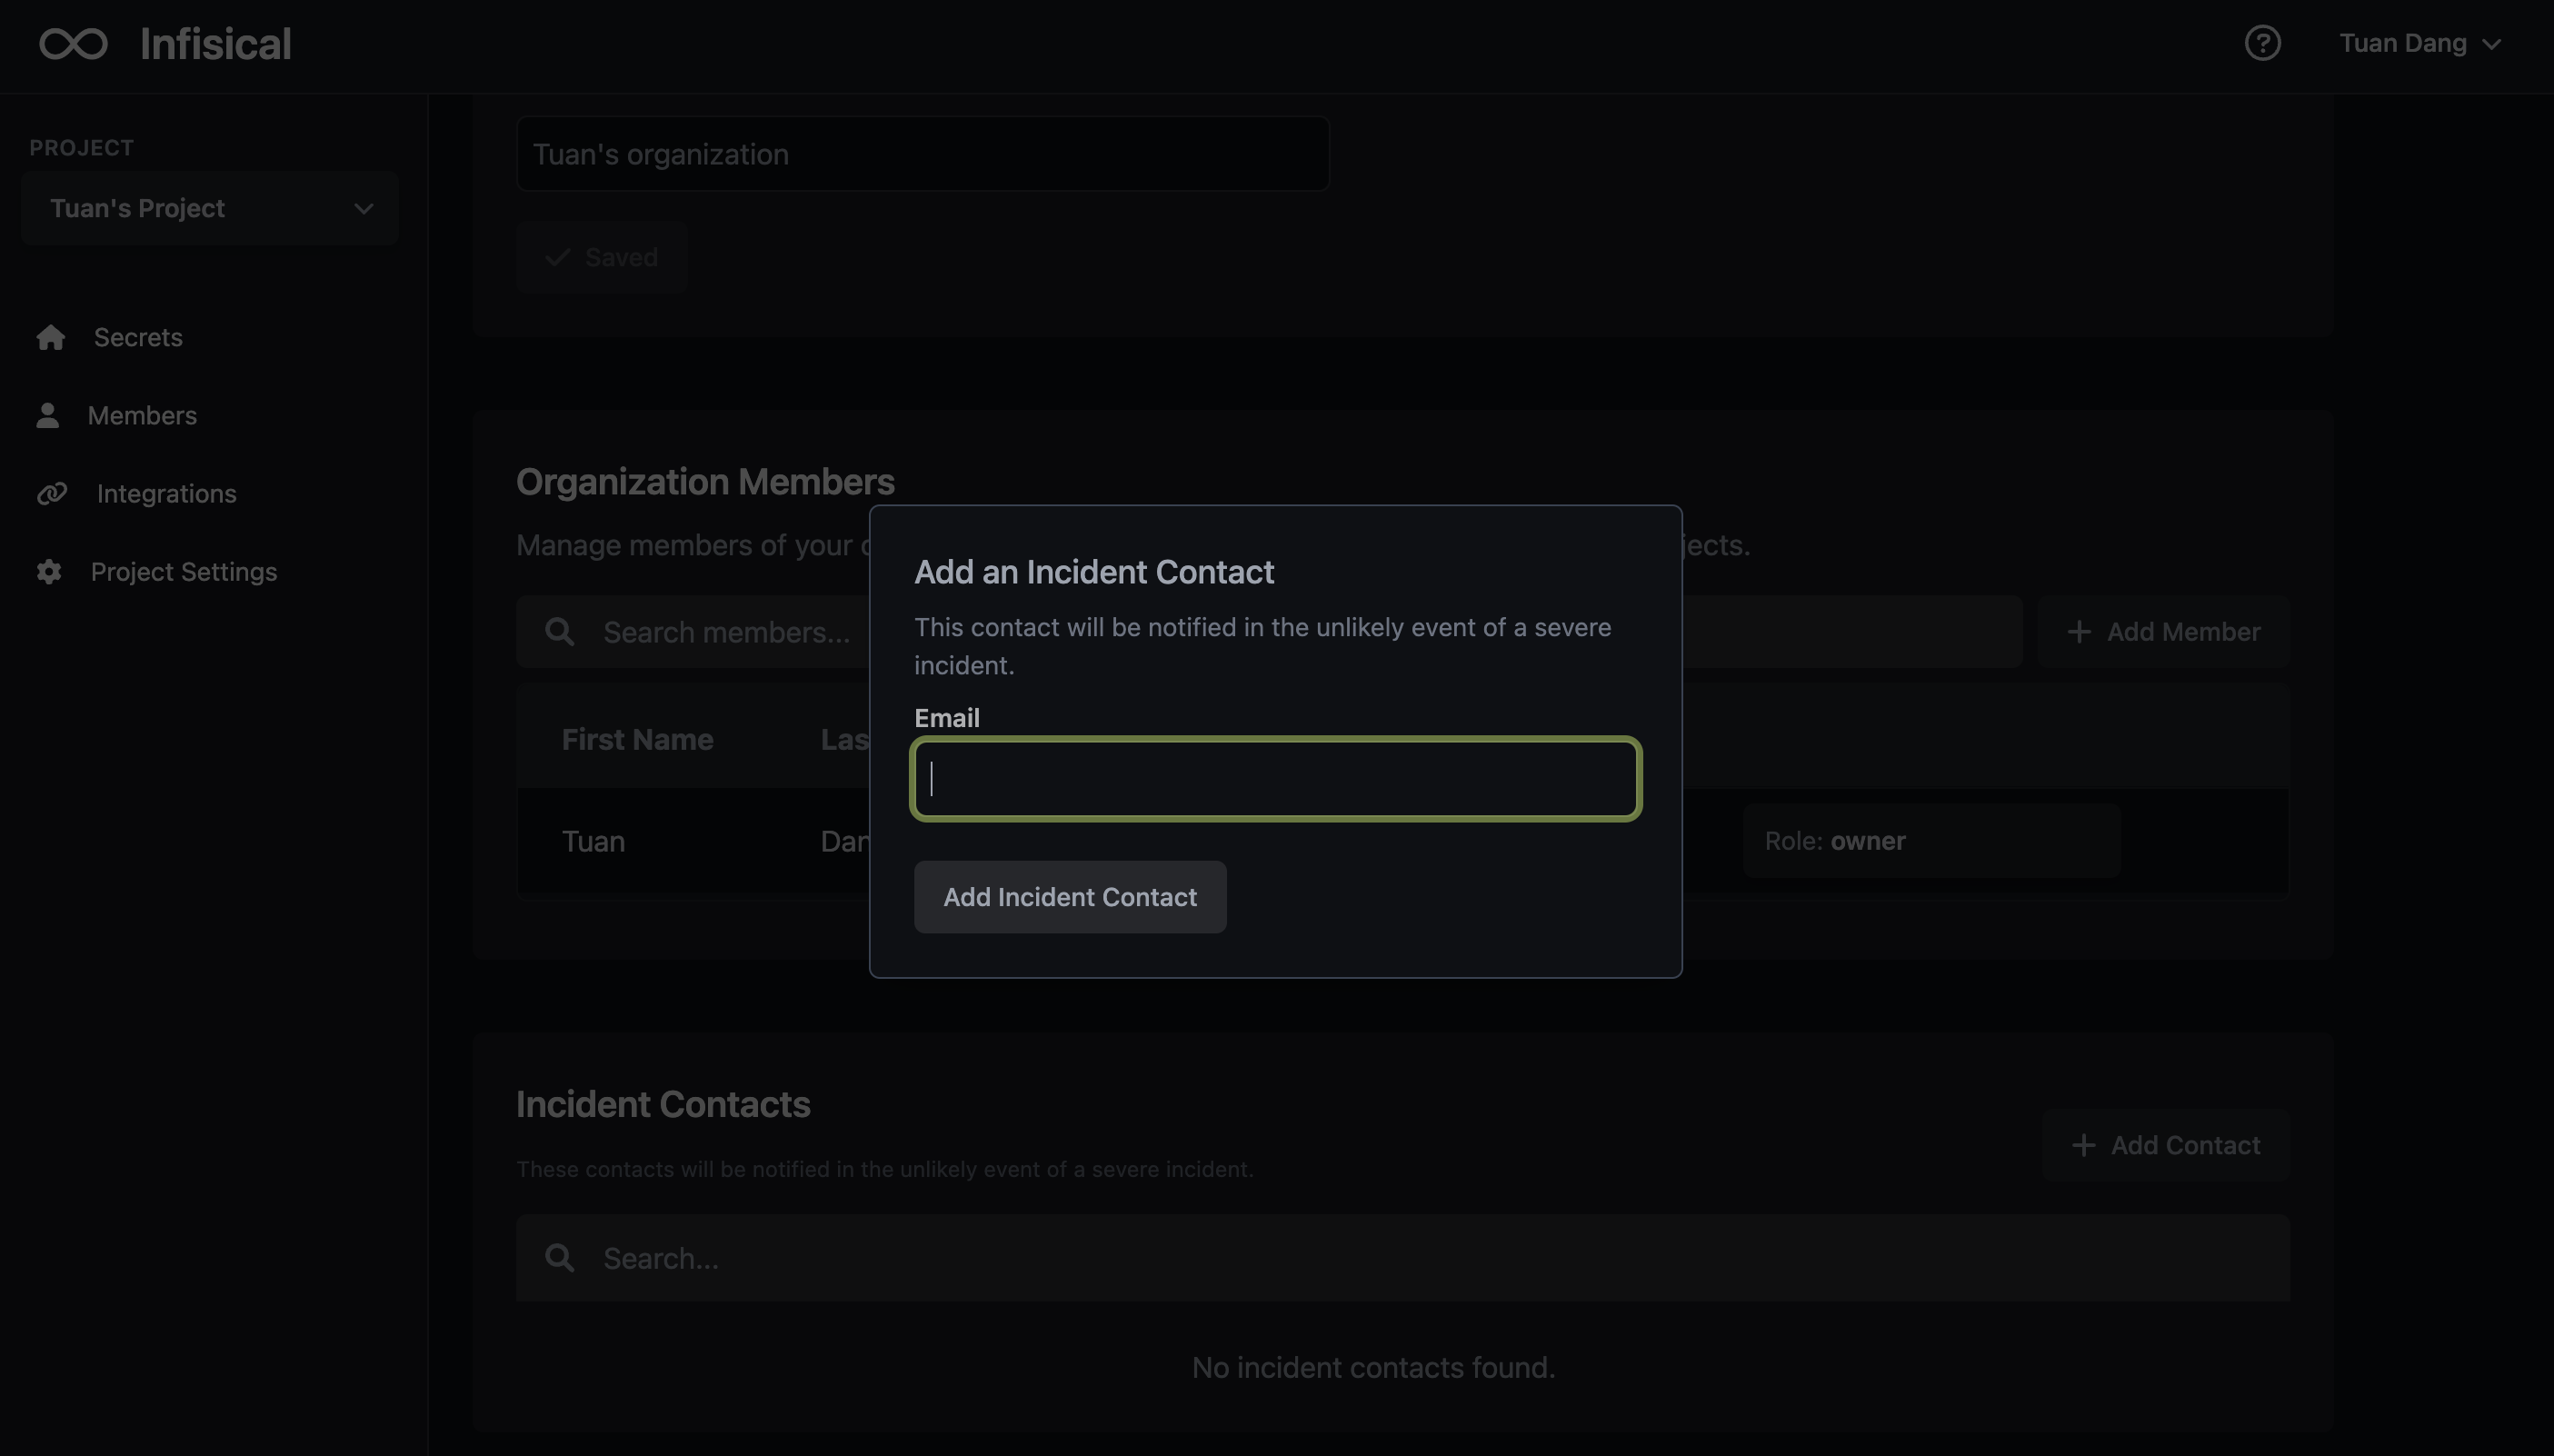 Infisical
Tuan Dang
PROJECT
Tuan's Project
Secrets
Members
Integrations
Project Settings
Tuan's organization
Saved
Organization Members
Manage members of your
jects.
Search members...
Add Member
First Name
Las
Tuan
Dan
Role: owner
Add an Incident Contact
This contact will be notified in the unlikely event of a severe
incident.
Email
Add Incident Contact
Incident Contacts
These contacts will be notified in the unlikely event of a severe incident.
Add Contact
Search...
No incident contacts found.